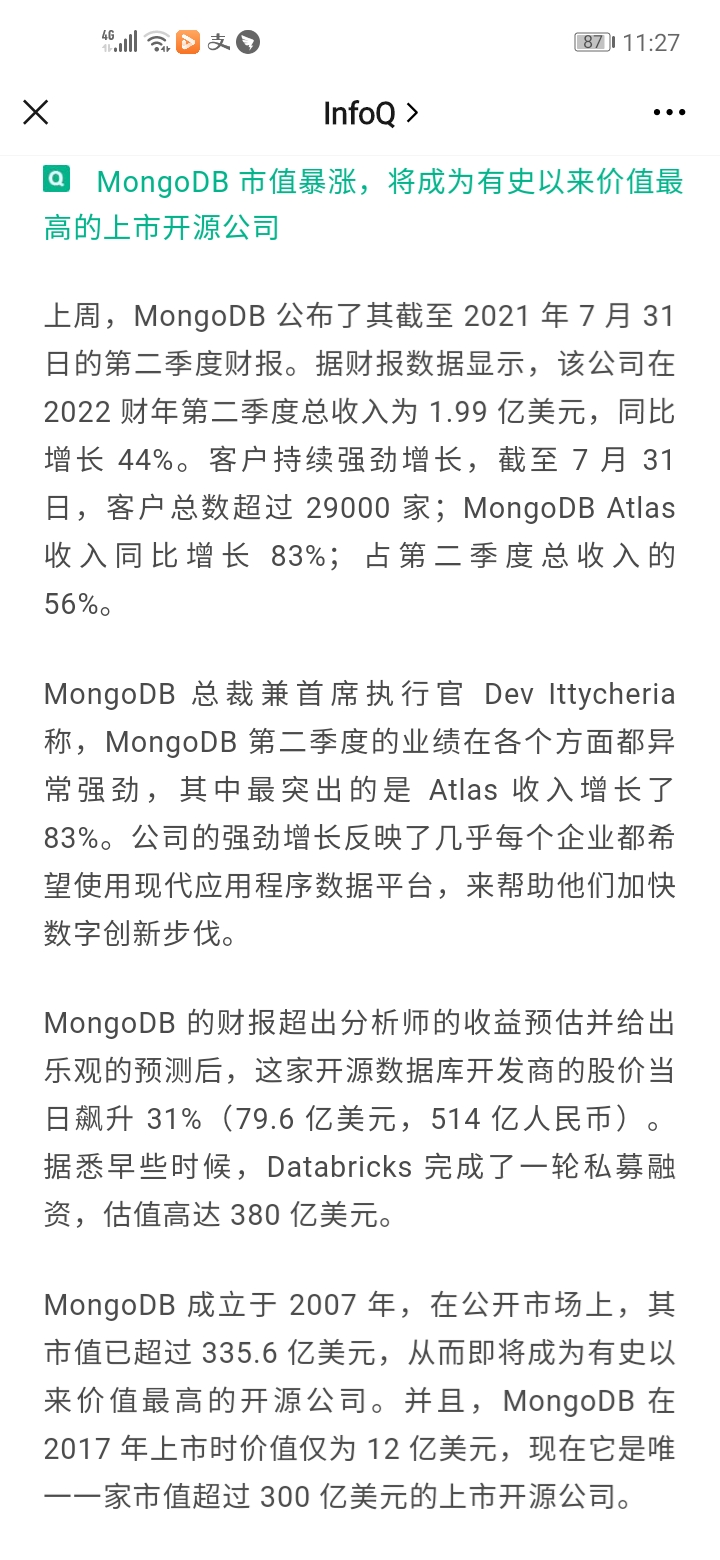 4G 支 87 11:27
InfoQ
Q MongoDB 市值暴涨，将成为有史以来价值最
高的上市开源公司
上周，MongoDB 公布了其截至 2021 年 7 月 31
日的第二季度财报。据财报数据显示，该公司在
2022 财年第二季度总收入为 1.99 亿美元，同比
增长 44%。客户持续强劲增长，截至 7 月 31
日，客户总数超过 29000 家；MongoDB Atlas
收入同比增长 83%；占第二季度总收入的
56%。
MongoDB 总裁兼首席执行官 Dev Ittycheria
称，MongoDB 第二季度的业绩在各个方面都异
常强劲，其中最突出的是 Atlas 收入增长了
83%。公司的强劲增长反映了几乎每个企业都希
望使用现代应用程序数据平台，来帮助他们加快
数字创新步伐。
MongoDB 的财报超出分析师的收益预估并给出
乐观的预测后，这家开源数据库开发商的股价当
日飙升 31%（79.6 亿美元，514 亿人民币）。
据悉早些时候，Databricks 完成了一轮私募融
资，估值高达 380 亿美元。
MongoDB 成立于 2007 年，在公开市场上，其
市值已超过 335.6 亿美元，从而即将成为有史以
来价值最高的开源公司。并且，MongoDB 在
2017 年上市时价值仅为 12 亿美元，现在它是唯
一一家市值超过 300 亿美元的上市开源公司。